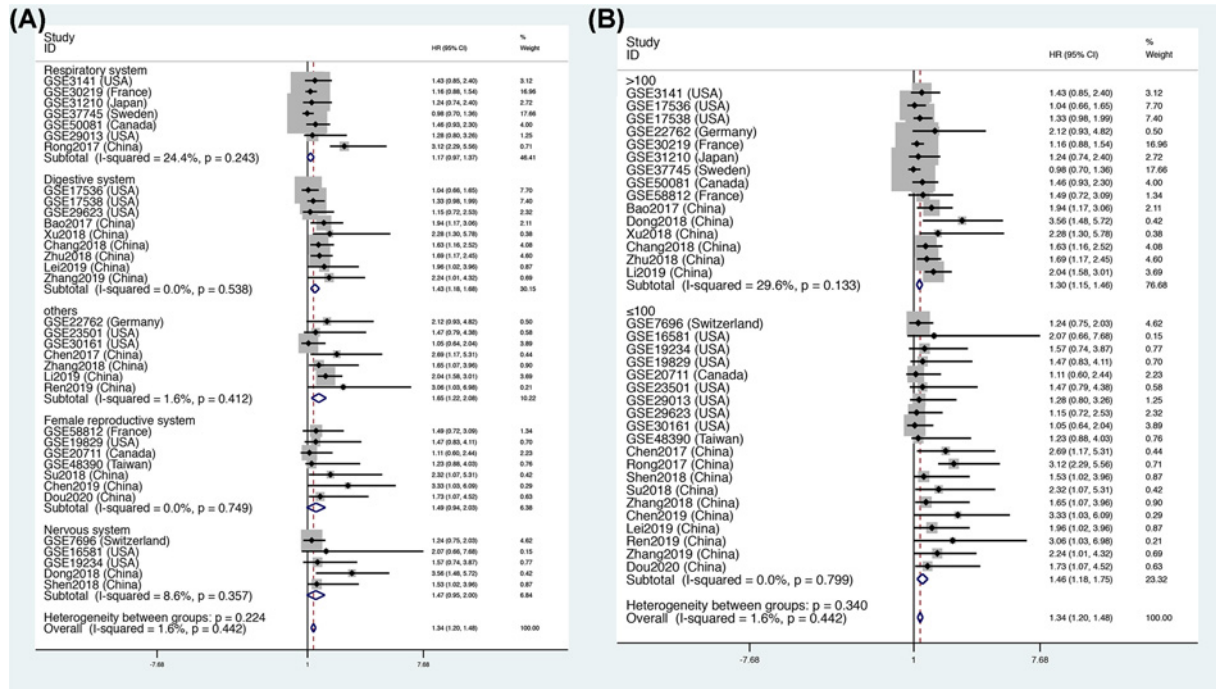 (A)
Study
ID
HR (95% CI)
%
Weight
Respiratory system
GSE3141 (USA) 1.43 (0.85, 2.40) 3.12
GSE30219 (France) 1.16 (0.88, 1.54) 16.96
GSE31210 (Japan) 1.24 (0.74, 2.40) 2.72
GSE37745 (Sweden) 0.98 (0.70, 1.36) 17.66
GSE50081 (Canada) 1.46 (0.93, 2.30) 4.00
GSE29013 (USA) 1.28 (0.80, 3.26) 1.25
Rong2017 (China) 3.12 (2.29, 5.56) 0.71
Subtotal (I-squared = 24.4%, p = 0.243) 1.17 (0.97, 1.37) 46.41
Digestive system
GSE17536 (USA) 1.04 (0.66, 1.65) 7.70
GSE17538 (USA) 1.33 (0.98, 1.99) 7.40
GSE29623 (USA) 1.15 (0.72, 2.53) 2.32
Bao2017 (China) 1.94 (1.17, 3.06) 2.11
Xu2018 (China) 2.28 (1.30, 5.78) 0.38
Chang2018 (China) 1.63 (1.16, 2.52) 4.08
Zhu2018 (China) 1.69 (1.17, 2.45) 4.60
Lei2019 (China) 1.96 (1.02, 3.96) 0.87
Zhang2019 (China) 2.24 (1.01, 4.32) 0.69
Subtotal (I-squared = 0.0%, p = 0.538) 1.43 (1.18, 1.68) 30.15
others
GSE22762 (Germany) 2.12 (0.93, 4.82) 0.50
GSE23501 (USA) 1.47 (0.79, 4.38) 0.58
GSE30161 (USA) 1.05 (0.64, 2.04) 3.89
Chen2017 (China) 2.69 (1.17, 5.31) 0.44
Zhang2018 (China) 1.65 (1.07, 3.96) 0.90
Li2019 (China) 2.04 (1.58, 3.01) 3.69
Ren2019 (China) 3.06 (1.03, 6.98) 0.21
Subtotal (I-squared = 1.6%, p = 0.412) 1.65 (1.22, 2.08) 10.22
Female reproductive system
GSE58812 (France) 1.49 (0.72, 3.09) 1.34
GSE19829 (USA) 1.47 (0.83, 4.11) 0.70
GSE20711 (Canada) 1.11 (0.60, 2.44) 2.23
GSE48390 (Taiwan) 1.23 (0.88, 4.03) 0.76
Su2018 (China) 2.32 (1.07, 5.31) 0.42
Chen2019 (China) 3.33 (1.03, 6.09) 0.29
Dou2020 (China) 1.73 (1.07, 4.52) 0.63
Subtotal (I-squared = 0.0%, p = 0.749) 1.49 (0.94, 2.03) 6.38
Nervous system
GSE7696 (Switzerland) 1.24 (0.75, 2.03) 4.62
GSE16581 (USA) 2.07 (0.66, 7.68) 0.15
GSE19234 (USA) 1.57 (0.74, 3.87) 0.77
Dong2018 (China) 3.56 (1.48, 5.72) 0.42
Shen2018 (China) 1.53 (1.02, 3.96) 0.87
Subtotal (I-squared = 8.6%, p = 0.357) 1.47 (0.95, 2.00) 6.84
Heterogeneity between groups: p = 0.224
Overall (I-squared = 1.6%, p = 0.442) 1.34 (1.20, 1.48) 100.00
-7.68 1 7.68
(B)
Study
ID
HR (95% CI)
%
Weight
>100
GSE3141 (USA) 1.43 (0.85, 2.40) 3.12
GSE17536 (USA) 1.04 (0.66, 1.65) 7.70
GSE17538 (USA) 1.33 (0.98, 1.99) 7.40
GSE22762 (Germany) 2.12 (0.93, 4.82) 0.50
GSE30219 (France) 1.16 (0.88, 1.54) 16.96
GSE31210 (Japan) 1.24 (0.74, 2.40) 2.72
GSE37745 (Sweden) 0.98 (0.70, 1.36) 17.66
GSE50081 (Canada) 1.46 (0.93, 2.30) 4.00
GSE58812 (France) 1.49 (0.72, 3.09) 1.34
Bao2017 (China) 1.94 (1.17, 3.06) 2.11
Dong2018 (China) 3.56 (1.48, 5.72) 0.42
Xu2018 (China) 2.28 (1.30, 5.78) 0.38
Chang2018 (China) 1.63 (1.16, 2.52) 4.08
Zhu2018 (China) 1.69 (1.17, 2.45) 4.60
Li2019 (China) 2.04 (1.58, 3.01) 3.69
Subtotal (I-squared = 29.6%, p = 0.133) 1.30 (1.15, 1.46) 76.68
≤100
GSE7696 (Switzerland) 1.24 (0.75, 2.03) 4.62
GSE16581 (USA) 2.07 (0.66, 7.68) 0.15
GSE19234 (USA) 1.57 (0.74, 3.87) 0.77
GSE19829 (USA) 1.47 (0.83, 4.11) 0.70
GSE20711 (Canada) 1.11 (0.60, 2.44) 2.23
GSE23501 (USA) 1.47 (0.79, 4.38) 0.58
GSE29013 (USA) 1.28 (0.80, 3.26) 1.25
GSE29623 (USA) 1.15 (0.72, 2.53) 2.32
GSE30161 (USA) 1.05 (0.64, 2.04) 3.89
GSE48390 (Taiwan) 1.23 (0.88, 4.03) 0.76
Chen2017 (China) 2.69 (1.17, 5.31) 0.44
Rong2017 (China) 3.12 (2.29, 5.56) 0.71
Shen2018 (China) 1.53 (1.02, 3.96) 0.87
Su2018 (China) 2.32 (1.07, 5.31) 0.42
Zhang2018 (China) 1.65 (1.07, 3.96) 0.90
Chen2019 (China) 3.33 (1.03, 6.09) 0.29
Lei2019 (China) 1.96 (1.02, 3.96) 0.87
Ren2019 (China) 3.06 (1.03, 6.98) 0.21
Zhang2019 (China) 2.24 (1.01, 4.32) 0.69
Dou2020 (China) 1.73 (1.07, 4.52) 0.63
Subtotal (I-squared = 0.0%, p = 0.799) 1.46 (1.18, 1.75) 23.32
Heterogeneity between groups: p = 0.340
Overall (I-squared = 1.6%, p = 0.442) 1.34 (1.20, 1.48) 100.00
-7.68 1 7.68